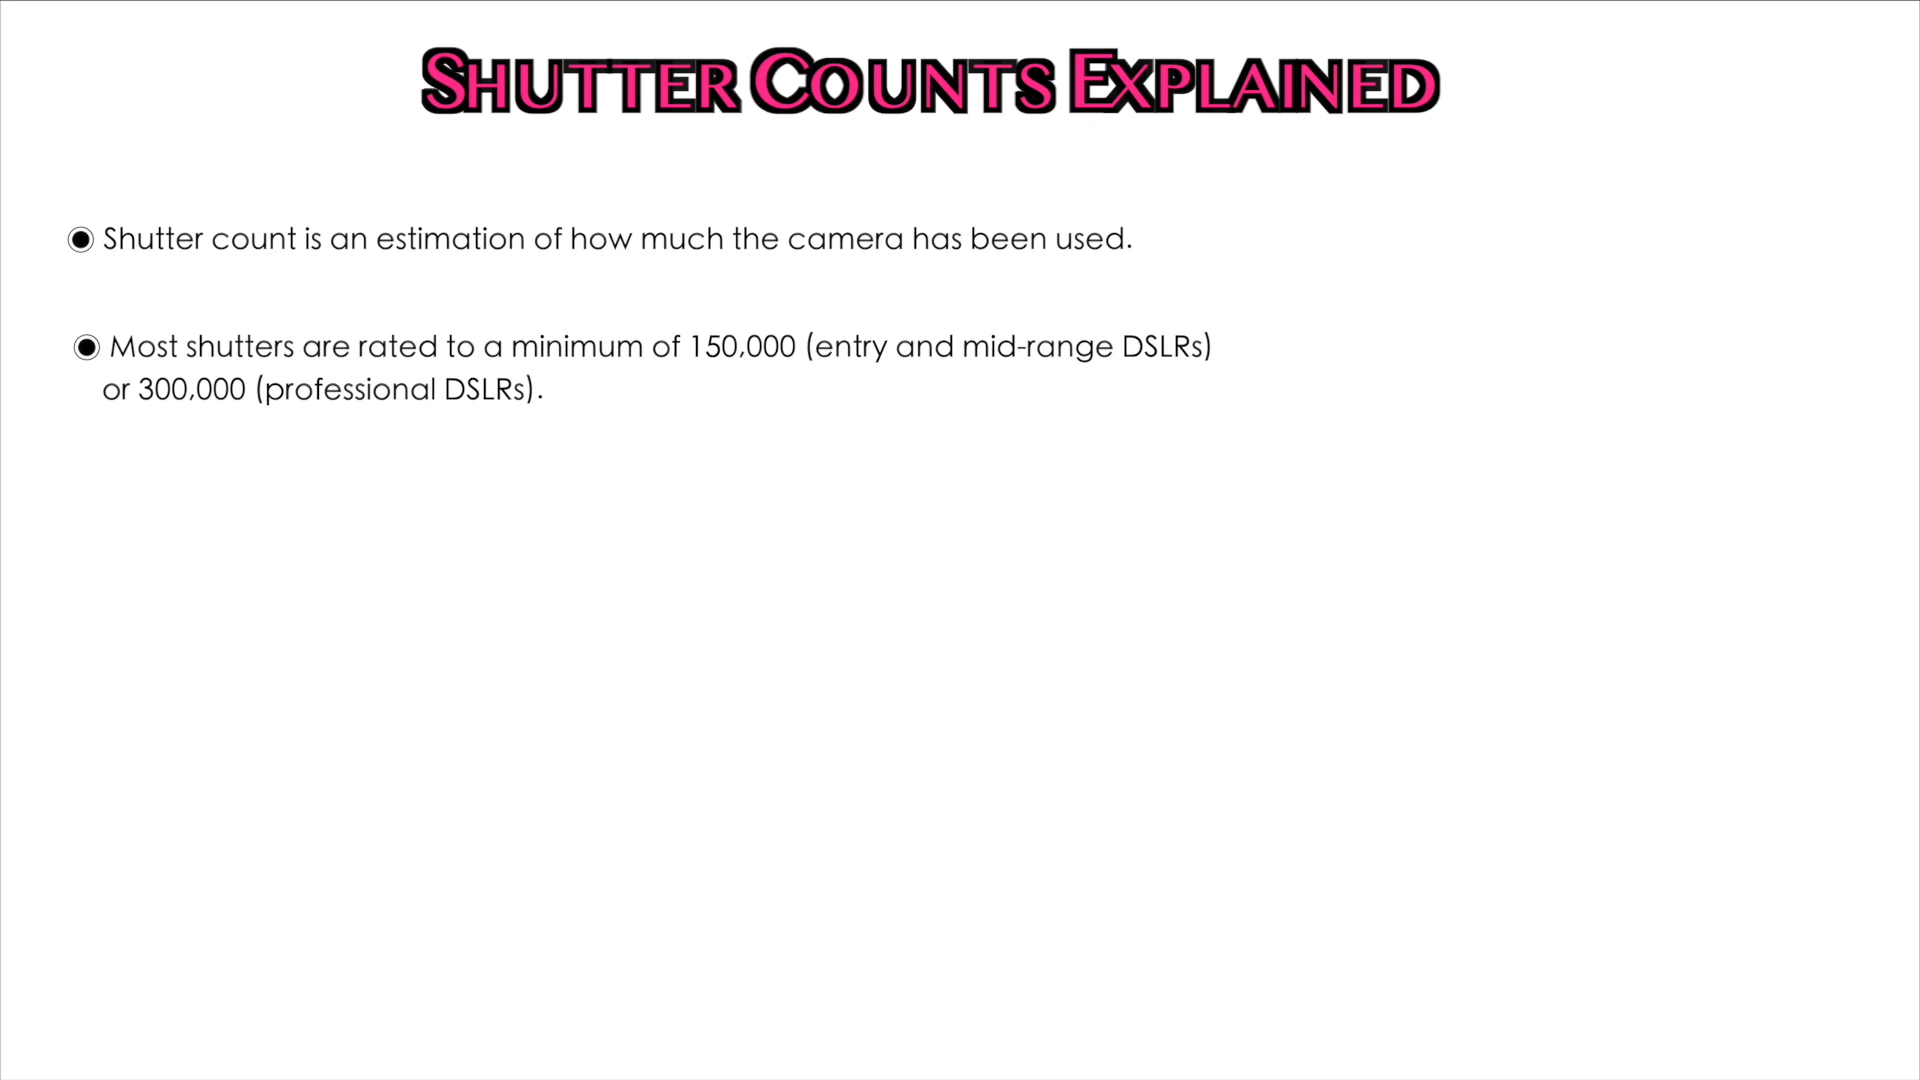 SHUTTER COUNTS EXPLAINED
Shutter count is an estimation of how much the camera has been used.
Most shutters are rated to a minimum of 150,000 (entry and mid-range DSLRs)
or 300,000 (professional DSLRs).